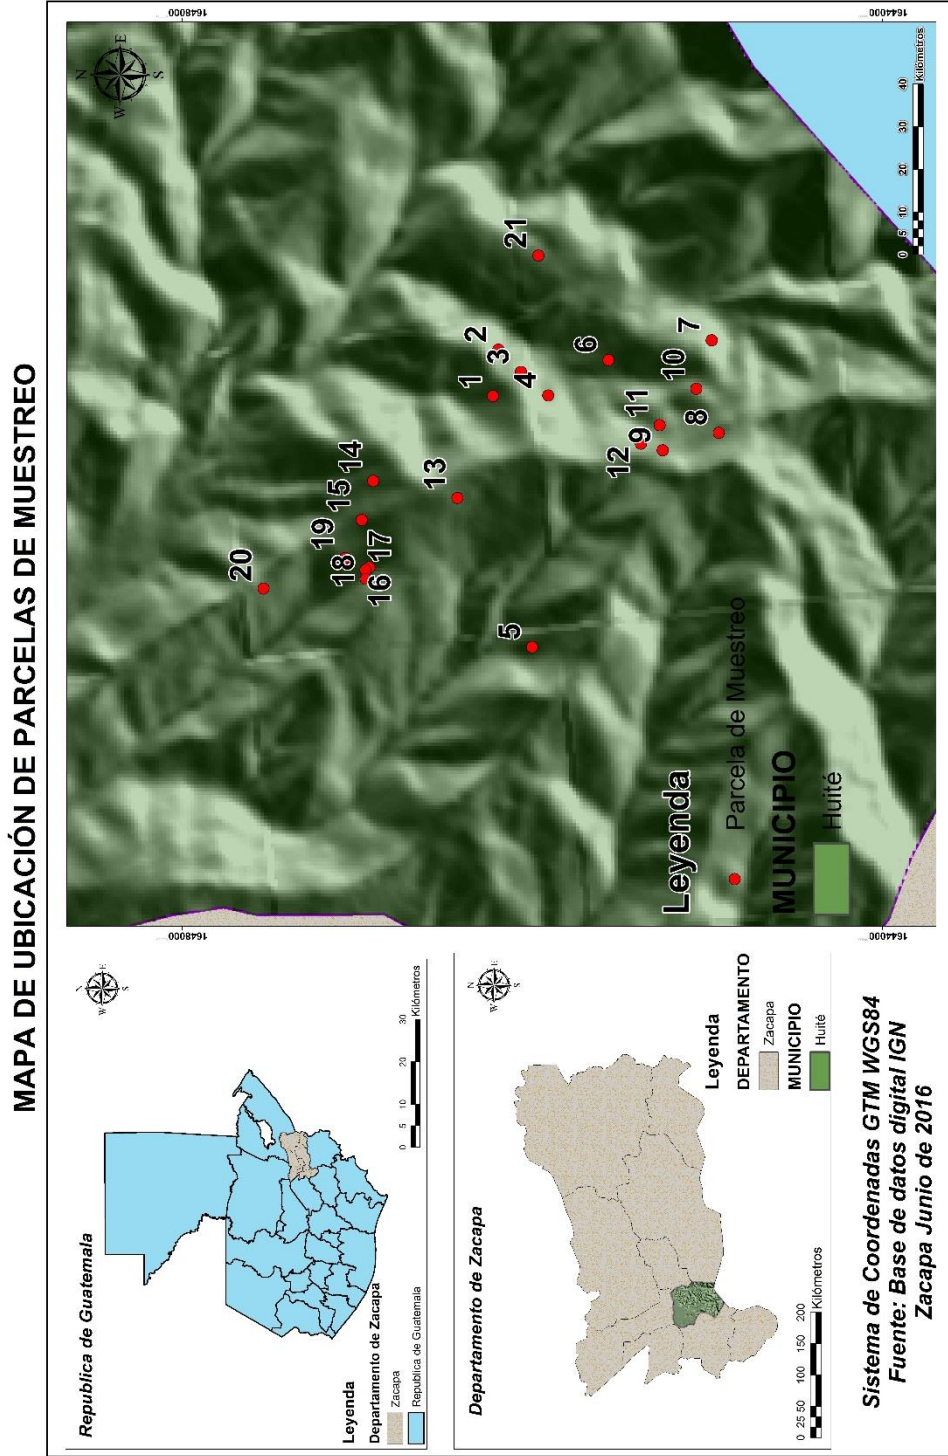 MAPA DE UBICACIÓN DE PARCELAS DE MUESTREO
Republica de Guatemala
N
W E
S
Leyenda
Departamento de Zacapa
Zacapa
Republica de Guatemala
0 5 10 20 30
Kilómetros
Departamento de Zacapa
N
W E
S
Leyenda
DEPARTAMENTO
Zacapa
MUNICIPIO
Huité
0 25 50 100 150 200
Kilómetros
Sistema de Coordenadas GTM WGS84
Fuente: Base de datos digital IGN
Zacapa Junio de 2016
1648000
1648000
1644000
1644000
N
W E
S
20
19
15
14
18
17
16
13
1
2
3
4
21
5
6
12
9
11
10
7
8
Leyenda
Parcela de Muestreo
MUNICIPIO
Huité
0 5 10 20 30 40
Kilómetros